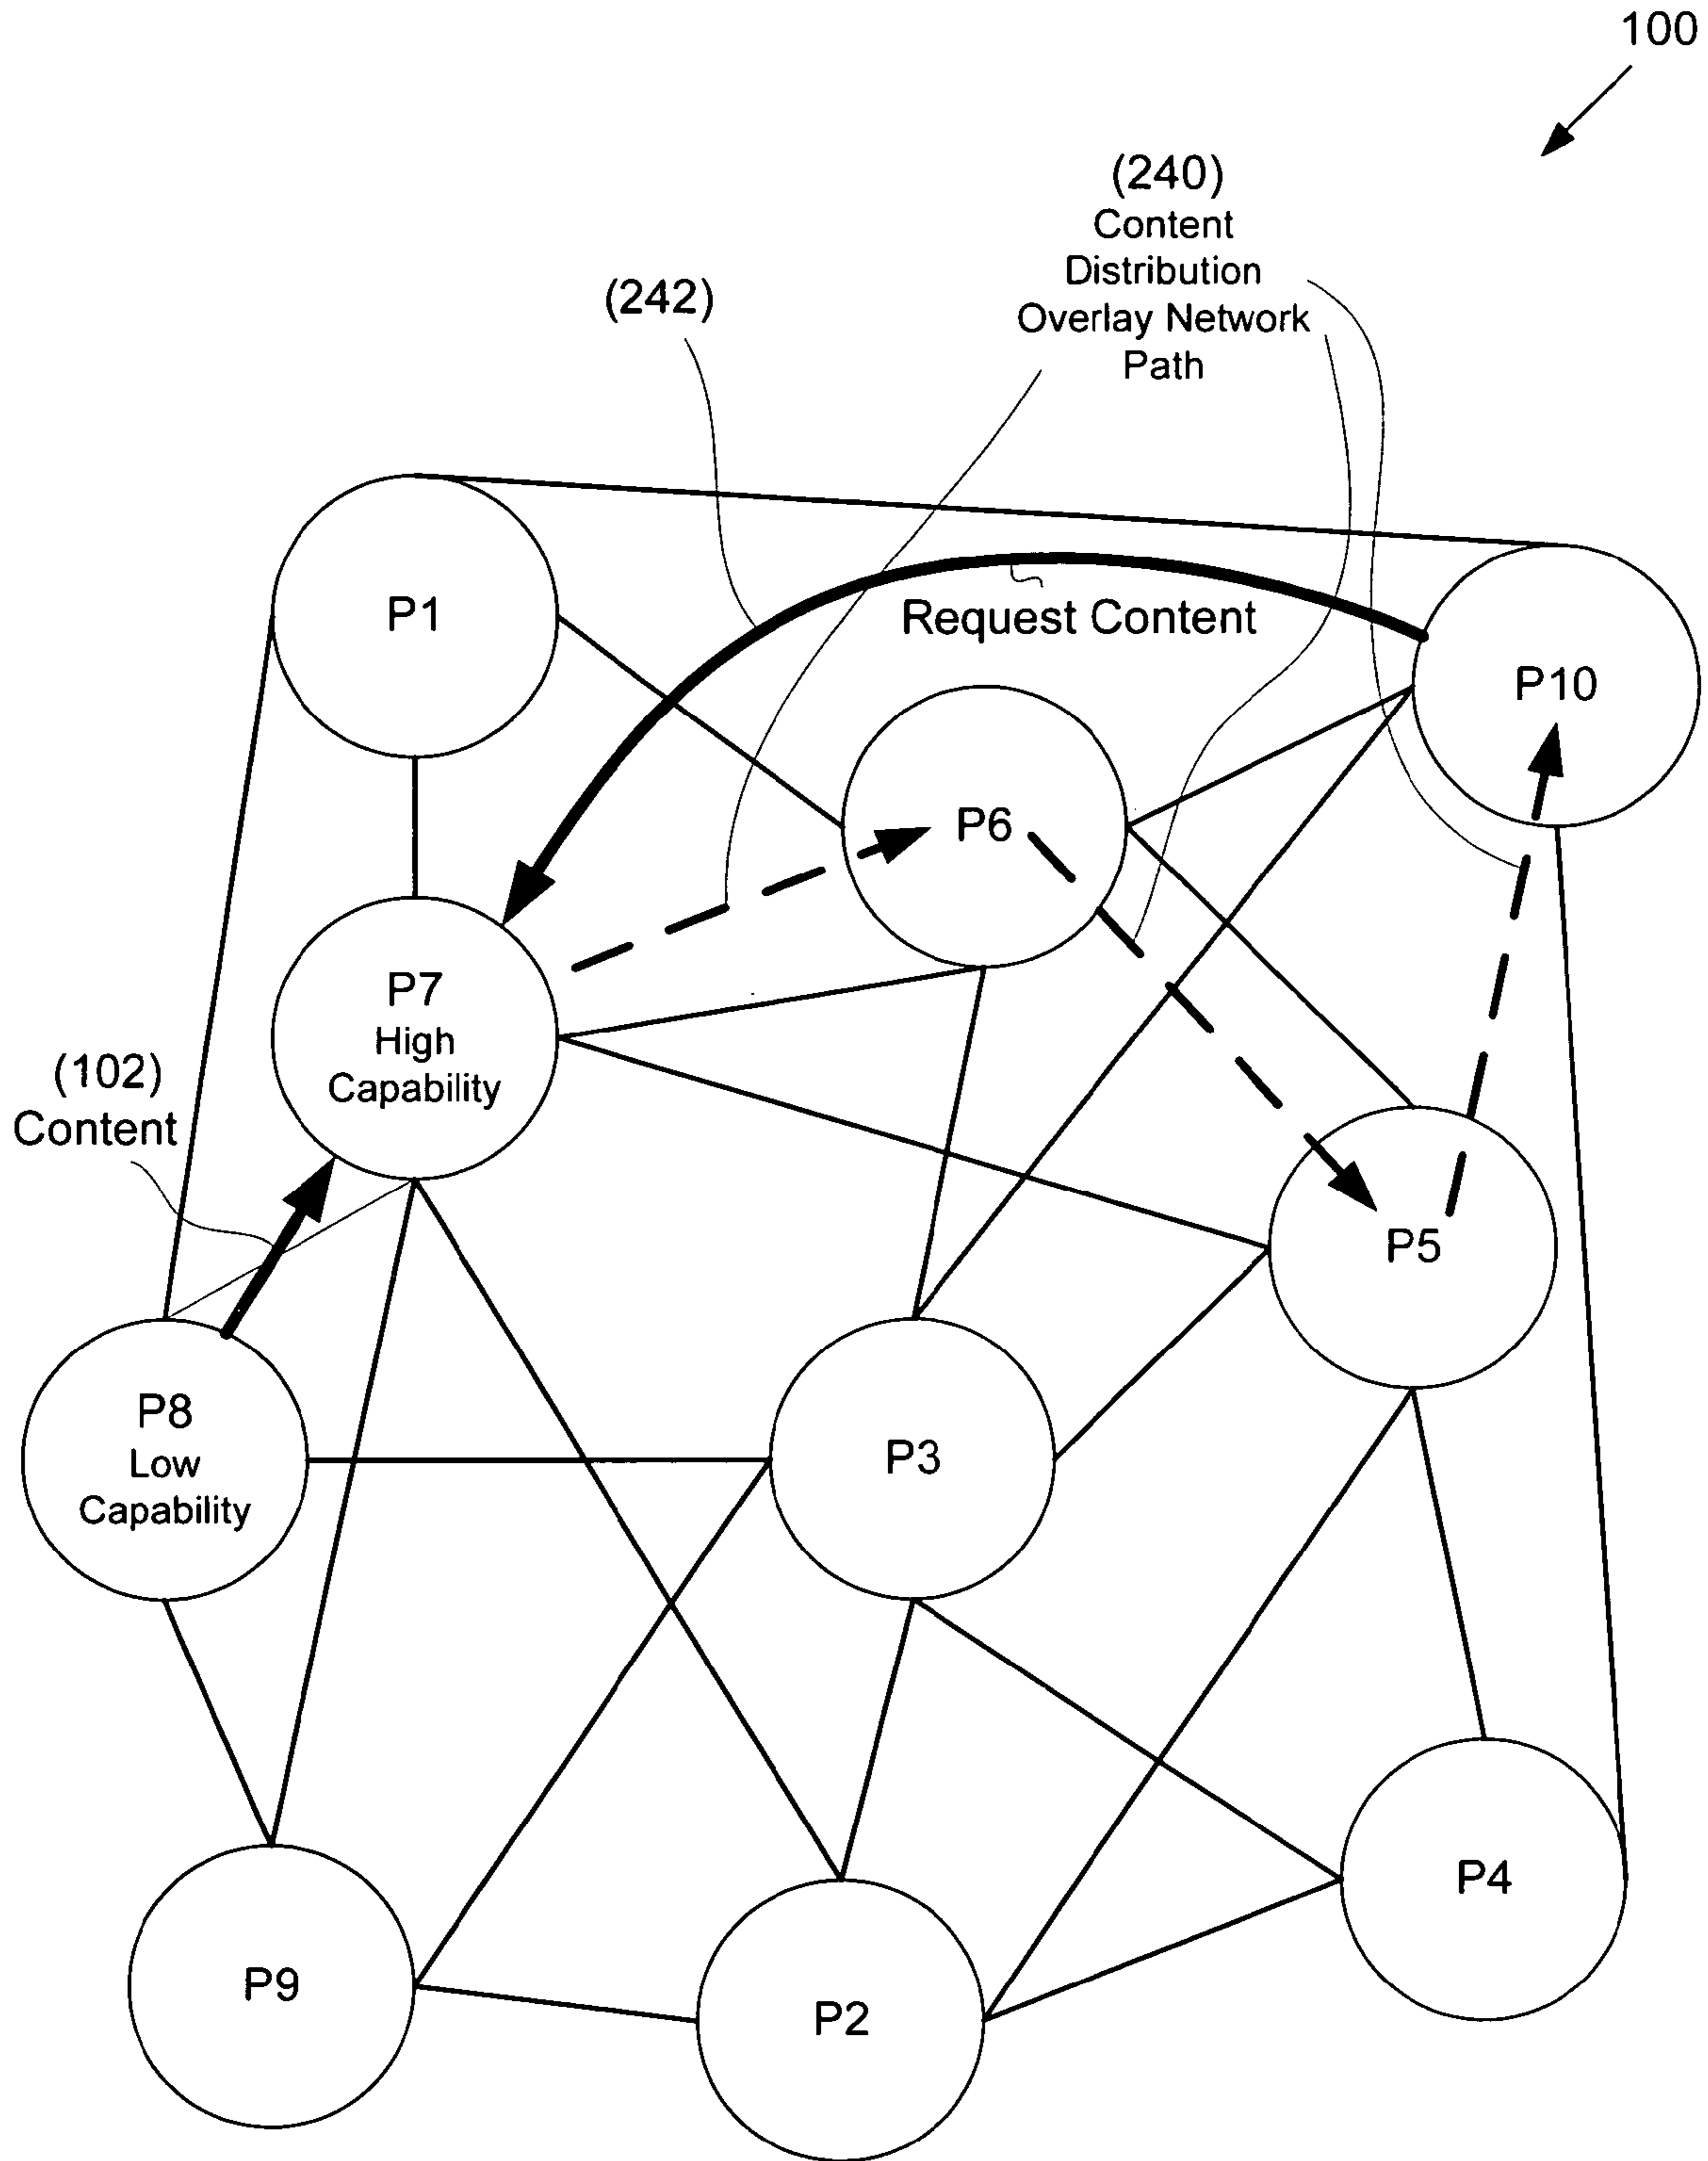 100
(240)
Content
Distribution
Overlay Network
Path
(242)
P1
Request Content
P10
P6
P7
High
Capability
(102)
Content
P5
P8
Low
Capability
P3
P4
P9
P2